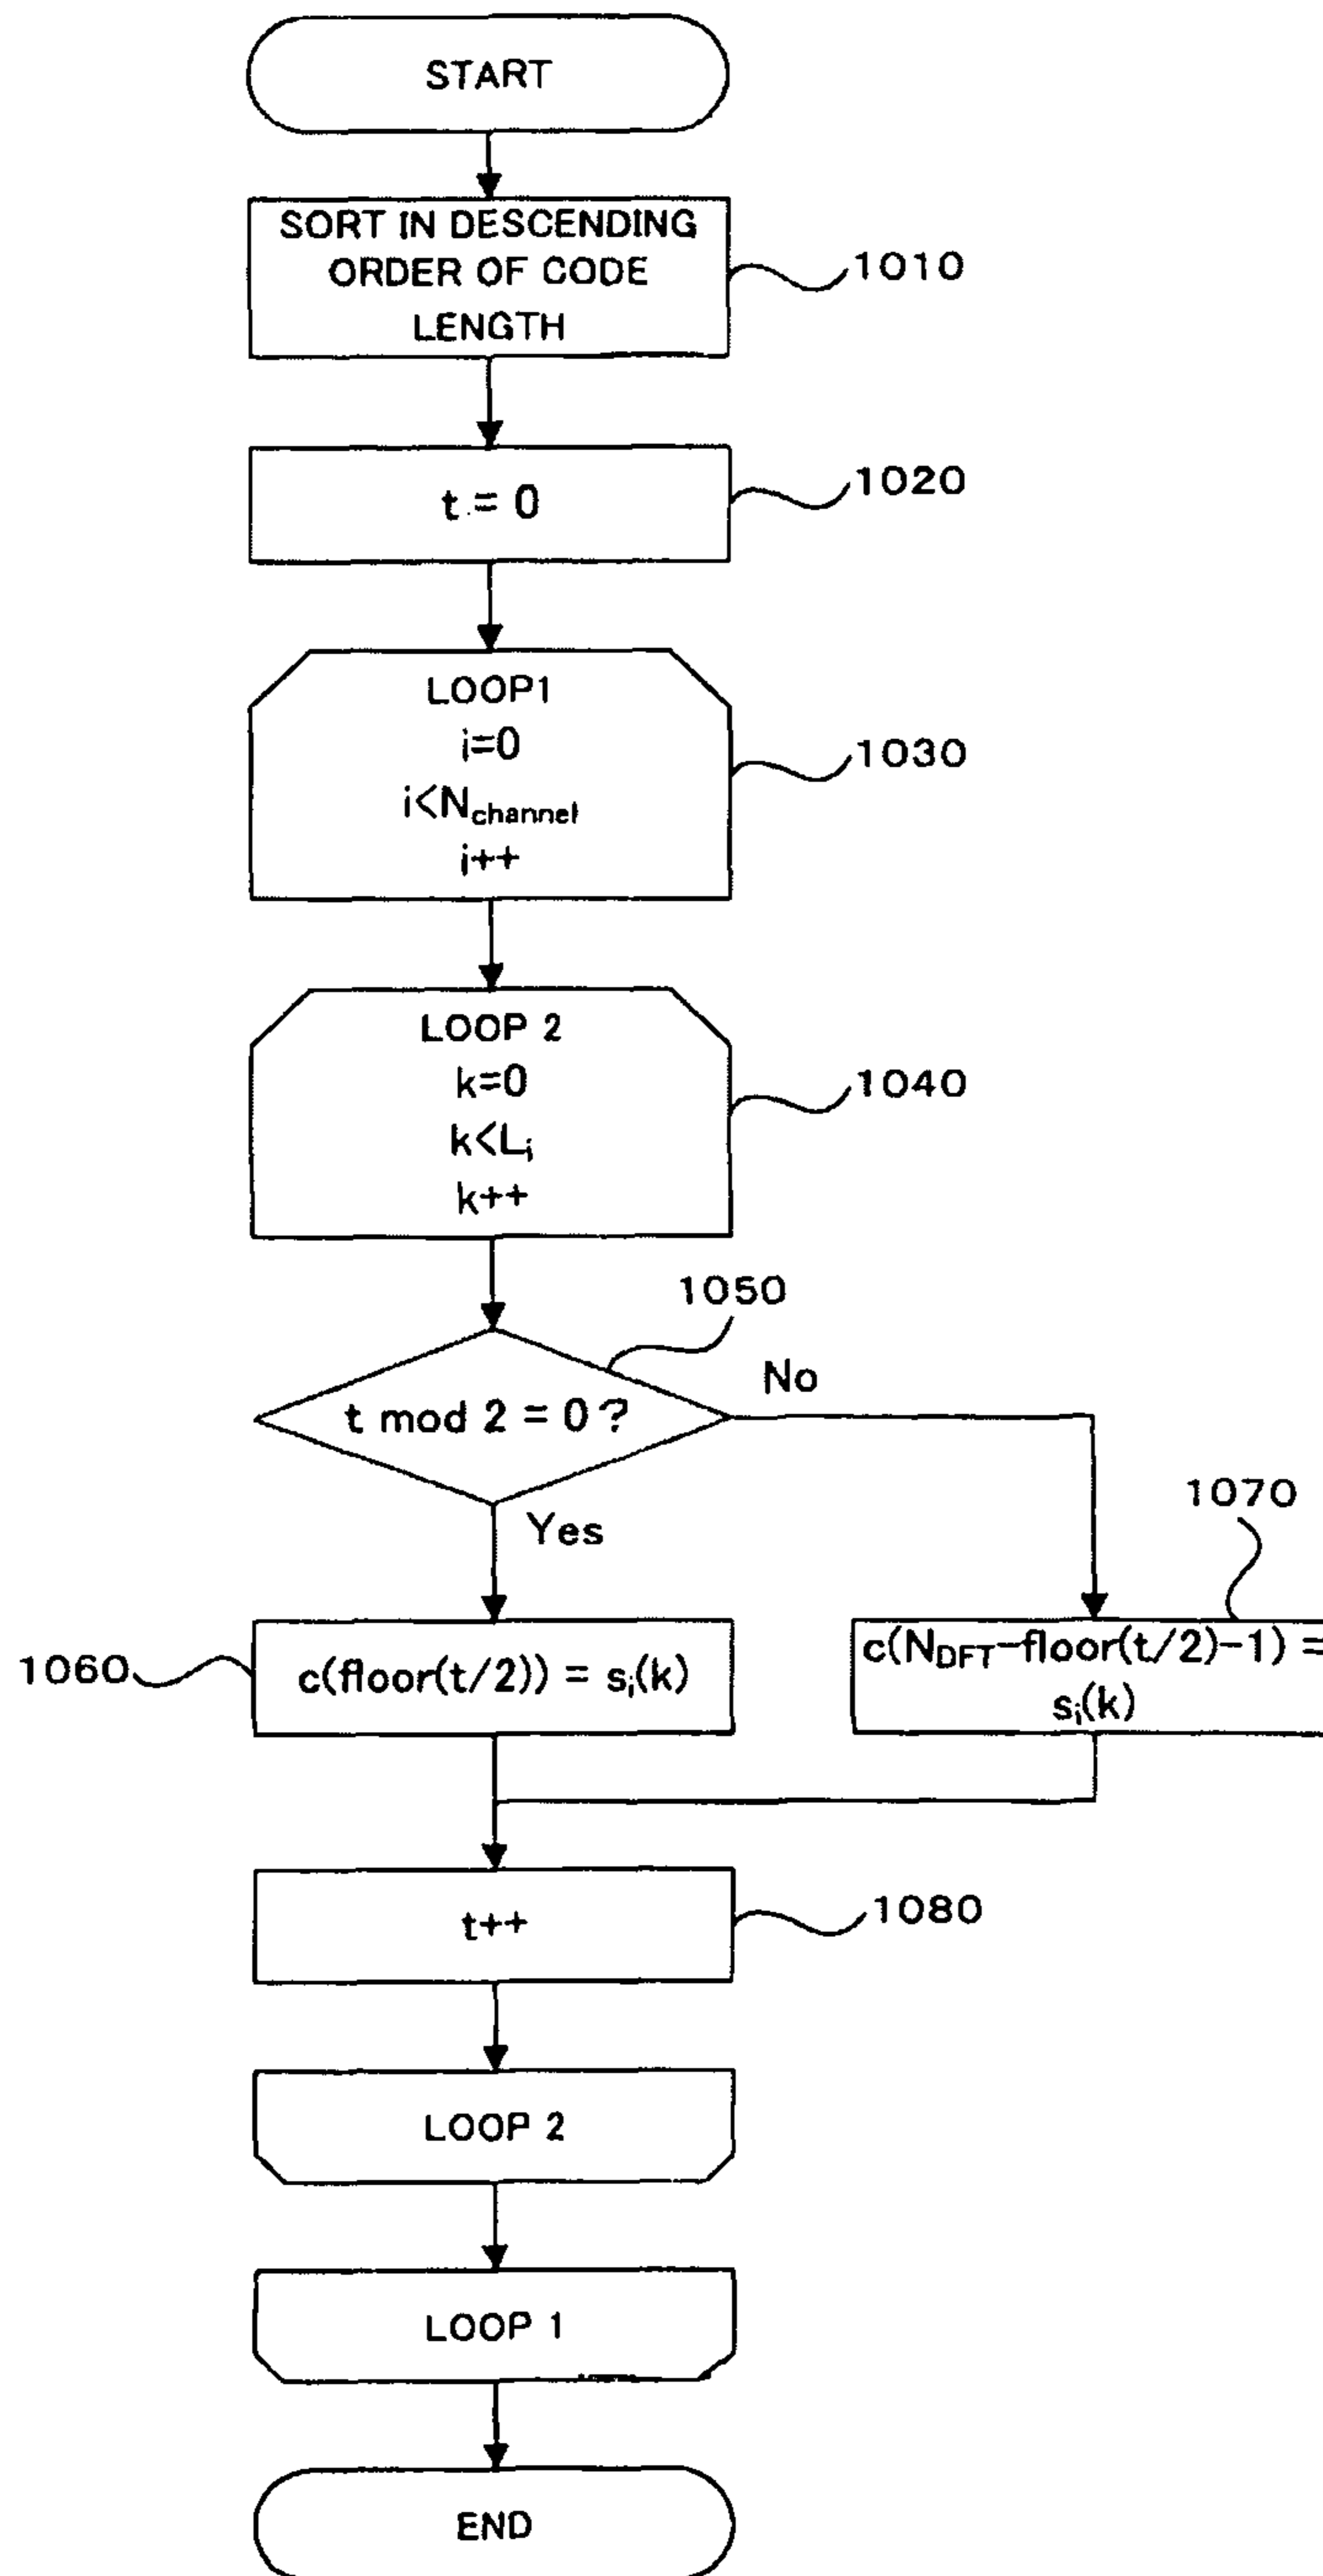 START
SORT IN DESCENDING
ORDER OF CODE
LENGTH
1010
t = 0
1020
LOOP1
i=0
i<Nchannel
i++
1030
LOOP 2
k=0
k<Li
k++
1040
1050
t mod 2 = 0 ?
No
Yes
1070
1060
c(floor(t/2)) = si(k)
c(NDFT-floor(t/2)-1) =
si(k)
t++
1080
LOOP 2
LOOP 1
END